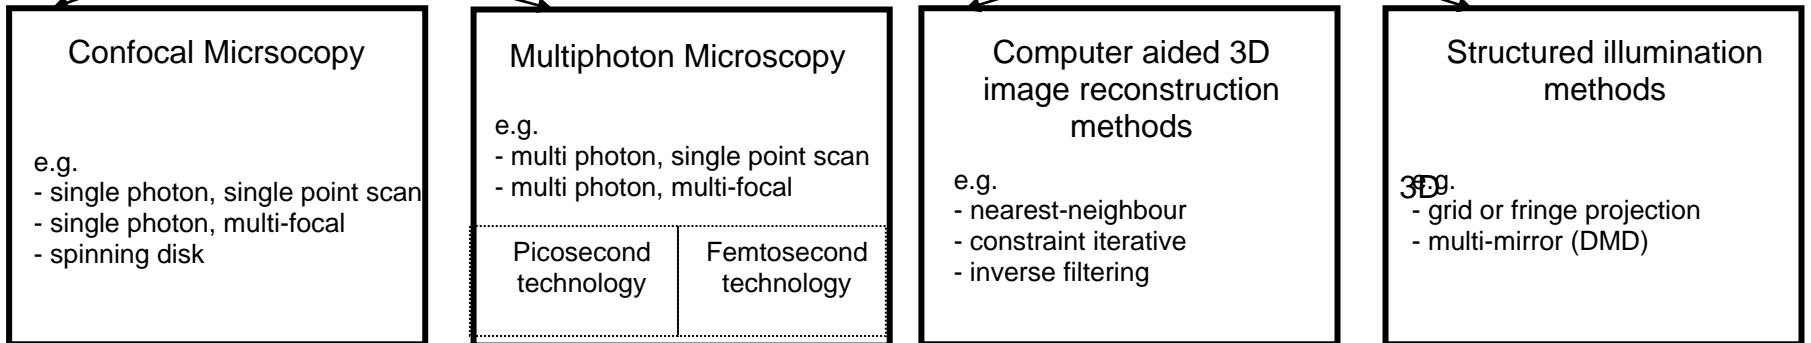 Confocal Micrsocopy
e.g.
- single photon, single point scan
- single photon, multi-focal
- spinning disk
Multiphoton Microscopy
e.g.
- multi photon, single point scan
- multi photon, multi-focal
Picosecond
technology
Femtosecond
technology
Computer aided 3D
image reconstruction
methods
e.g.
- nearest-neighbour
- constraint iterative
- inverse filtering
Structured illumination
methods
3D
e.g.
- grid or fringe projection
- multi-mirror (DMD)